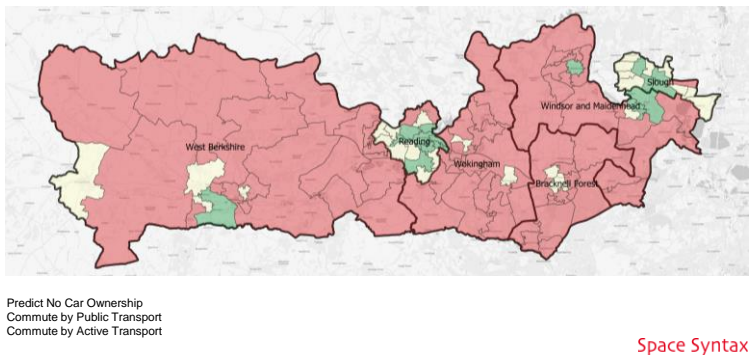 Slough
Windsor and Maidenhead
Reading
West Berkshire
Wokingham
Bracknell Forest
Predict No Car Ownership
Commute by Public Transport
Commute by Active Transport
Space Syntax